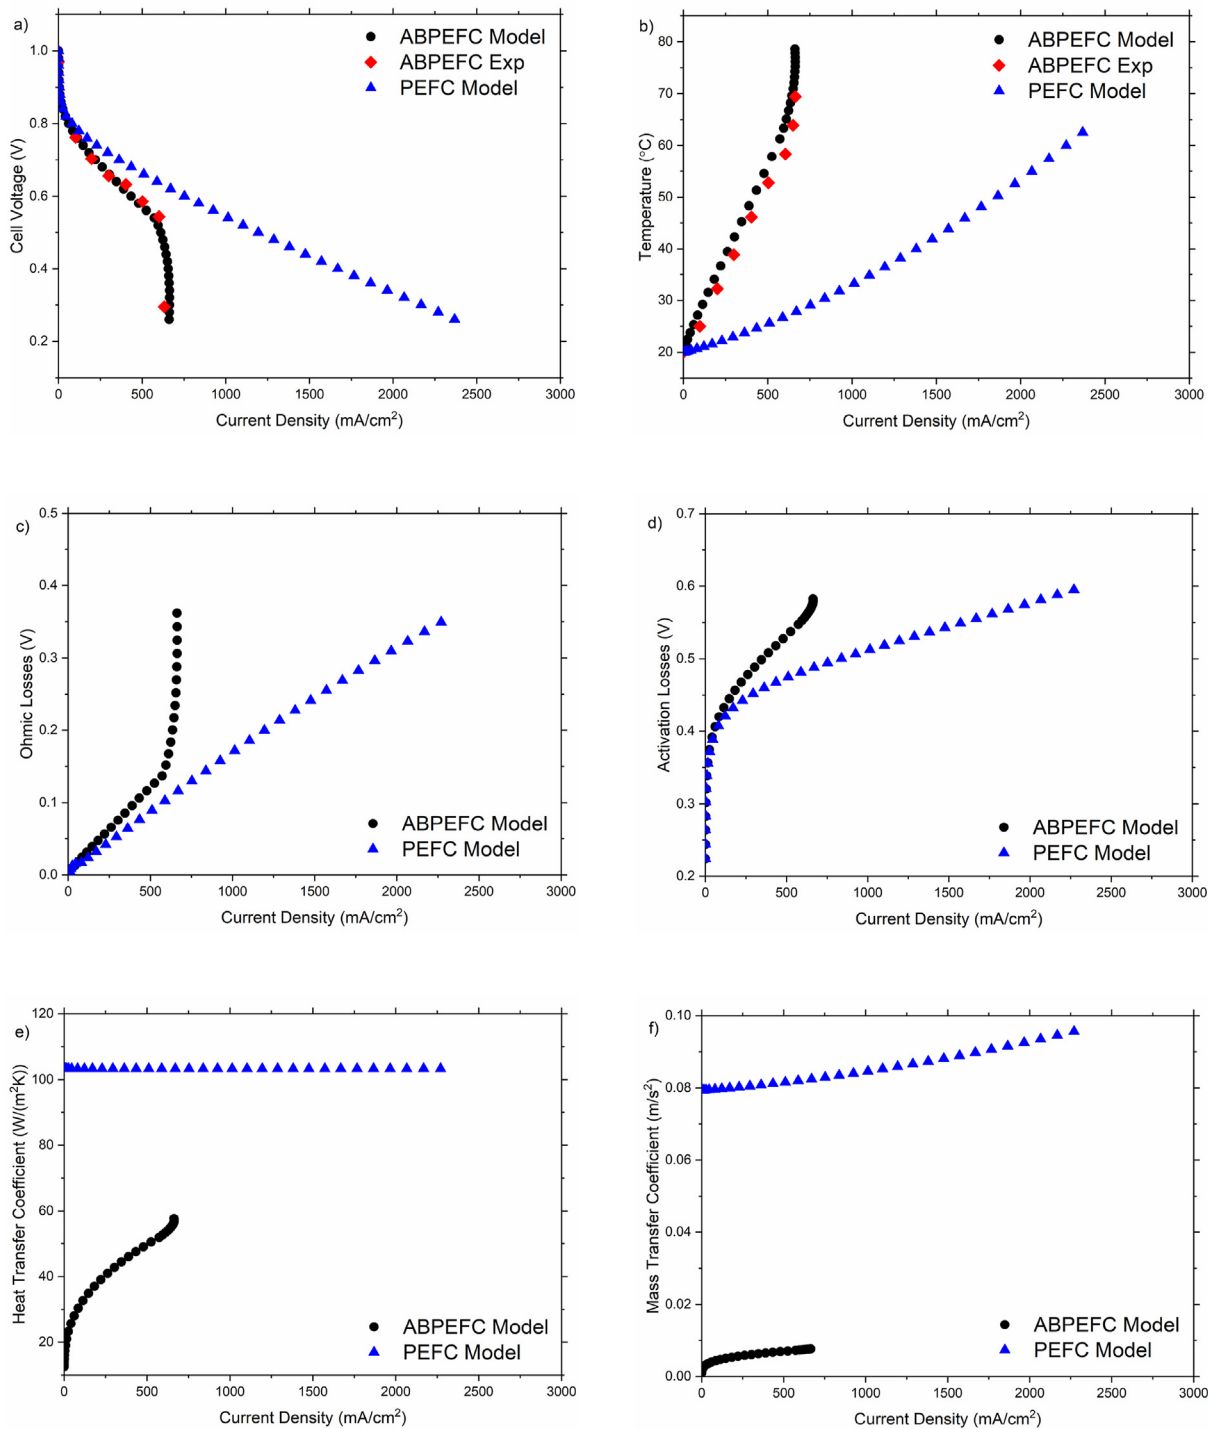 a)
ABPEFC Model
ABPEFC Exp
PEFC Model
1.0
0.8
0.6
0.4
0.2
Cell Voltage (V)
0 500 1000 1500 2000 2500 3000
Current Density (mA/cm²)
b)
ABPEFC Model
ABPEFC Exp
PEFC Model
80
70
60
50
40
30
20
Temperature (°C)
0 500 1000 1500 2000 2500 3000
Current Density (mA/cm²)
c)
0.5
0.4
0.3
0.2
0.1
0.0
Ohmic Losses (V)
ABPEFC Model
PEFC Model
0 500 1000 1500 2000 2500 3000
Current Density (mA/cm²)
d)
0.7
0.6
0.5
0.4
0.3
0.2
Activation Losses (V)
ABPEFC Model
PEFC Model
0 500 1000 1500 2000 2500 3000
Current Density (mA/cm²)
e)
120
100
80
60
40
20
Heat Transfer Coefficient (W/(m²K))
ABPEFC Model
PEFC Model
0 500 1000 1500 2000 2500 3000
Current Density (mA/cm²)
f)
0.10
0.08
0.06
0.04
0.02
0.00
Mass Transfer Coefficient (m/s²)
ABPEFC Model
PEFC Model
0 500 1000 1500 2000 2500 3000
Current Density (mA/cm²)